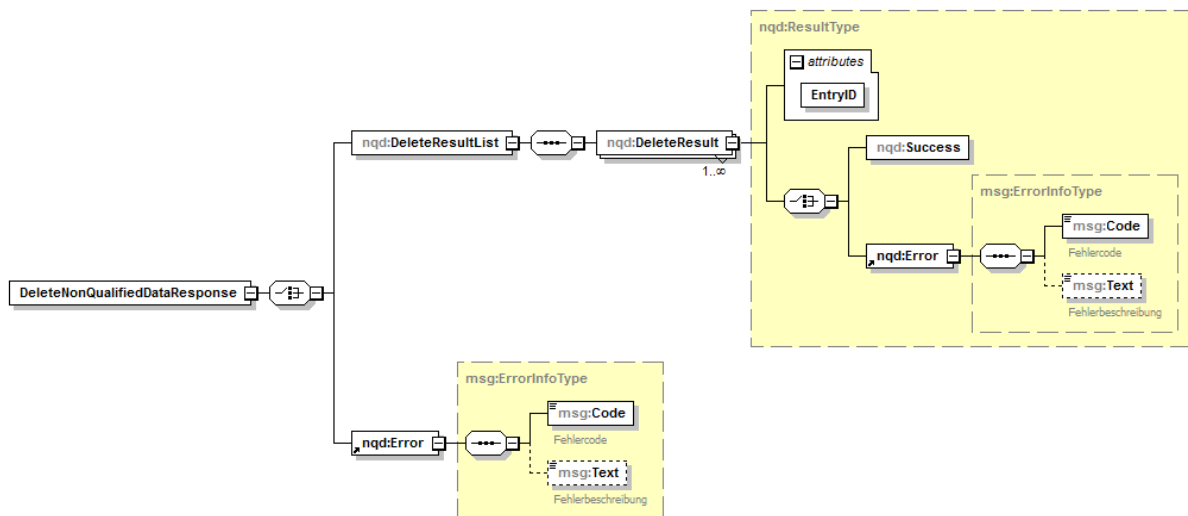 nqd:ResultType
attributes
EntryID
nqd:DeleteResultList
nqd:DeleteResult
1..∞
nqd:Success
msg:ErrorInfoType
msg:Code
Fehlercode
nqd:Error
msg:Text
Fehlerbeschreibung
DeleteNonQualifiedDataResponse
msg:ErrorInfoType
msg:Code
Fehlercode
nqd:Error
msg:Text
Fehlerbeschreibung